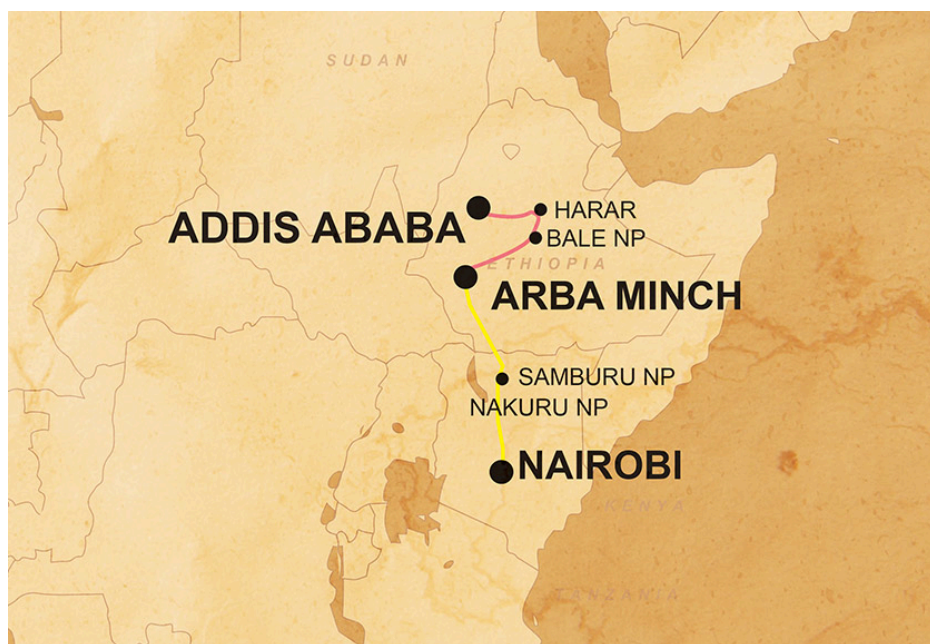 SUDAN
HARAR
ADDIS ABABA
BALE NP
ETHIOPIA
ARBA MINCH
SAMBURU NP
NAKURU NP
NAIROBI
KENYA
TANZANIA